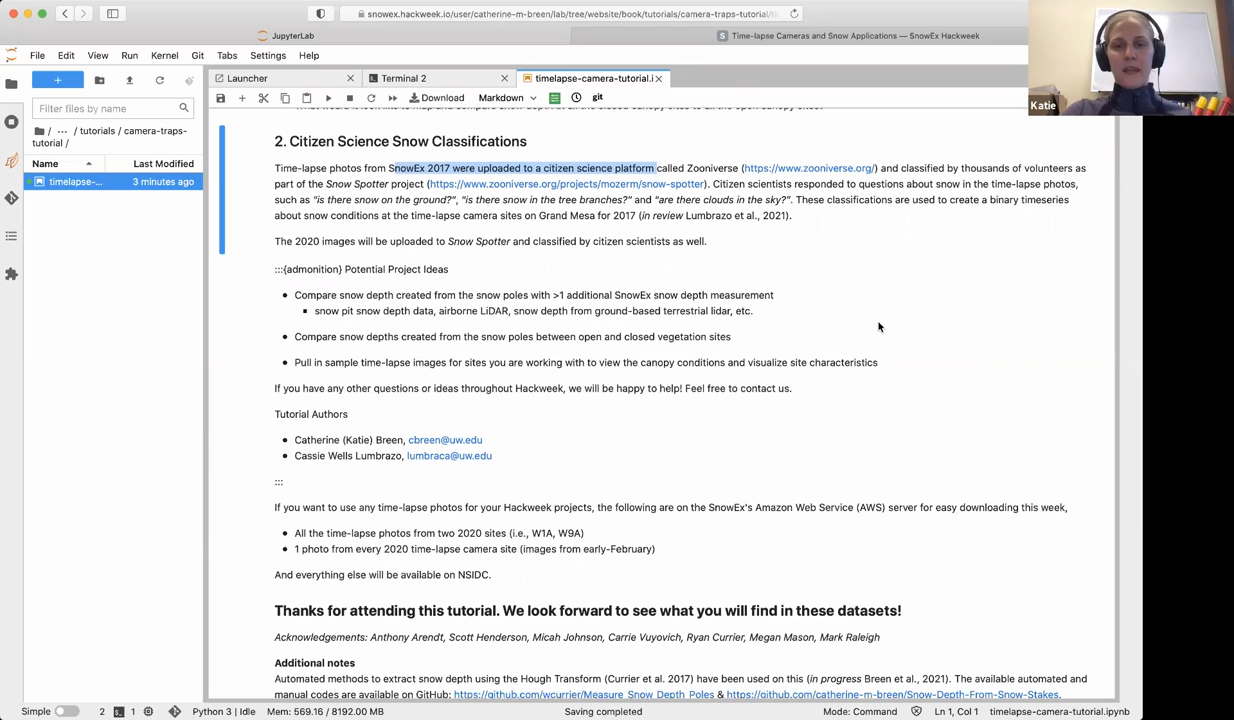 snowex.hackweek.io/user/catherine-m-breen/lab/tree/website/book/tutorials/camera-traps-tutorial/
JupyterLab
S Time-lapse Cameras and Snow Applications — SnowEx Hackweek
File Edit View Run Kernel Git Tabs Settings Help
Launcher
Terminal 2
timelapse-camera-tutorial.i
Download Markdown git
Filter files by name
/ ··· / tutorials / camera-traps-
tutorial /
Name Last Modified
timelapse-... 3 minutes ago
Katie
2. Citizen Science Snow Classifications
Time-lapse photos from SnowEx 2017 were uploaded to a citizen science platform called Zooniverse (https://www.zooniverse.org/) and classified by thousands of volunteers as
part of the Snow Spotter project (https://www.zooniverse.org/projects/mozerm/snow-spotter). Citizen scientists responded to questions about snow in the time-lapse photos,
such as "is there snow on the ground?", "is there snow in the tree branches?" and "are there clouds in the sky?". These classifications are used to create a binary timeseries
about snow conditions at the time-lapse camera sites on Grand Mesa for 2017 (in review Lumbrazo et al., 2021).
The 2020 images will be uploaded to Snow Spotter and classified by citizen scientists as well.
:::{admonition} Potential Project Ideas
Compare snow depth created from the snow poles with >1 additional SnowEx snow depth measurement
snow pit snow depth data, airborne LiDAR, snow depth from ground-based terrestrial lidar, etc.
Compare snow depths created from the snow poles between open and closed vegetation sites
Pull in sample time-lapse images for sites you are working with to view the canopy conditions and visualize site characteristics
If you have any other questions or ideas throughout Hackweek, we will be happy to help! Feel free to contact us.
Tutorial Authors
Catherine (Katie) Breen, cbreen@uw.edu
Cassie Wells Lumbrazo, lumbraca@uw.edu
:::
If you want to use any time-lapse photos for your Hackweek projects, the following are on the SnowEx's Amazon Web Service (AWS) server for easy downloading this week,
All the time-lapse photos from two 2020 sites (i.e., W1A, W9A)
1 photo from every 2020 time-lapse camera site (images from early-February)
And everything else will be available on NSIDC.
Thanks for attending this tutorial. We look forward to see what you will find in these datasets!
Acknowledgements: Anthony Arendt, Scott Henderson, Micah Johnson, Carrie Vuyovich, Ryan Currier, Megan Mason, Mark Raleigh
Additional notes
Automated methods to extract snow depth using the Hough Transform (Currier et al. 2017) have been used on this (in progress Breen et al., 2021). The available automated and
manual codes are available on GitHub: https://github.com/wcurrier/Measure_Snow_Depth_Poles & https://github.com/catherine-m-breen/Snow-Depth-From-Snow-Stakes.
Simple 2 1 Python 3 | Idle Mem: 569.16 / 8192.00 MB Saving completed Mode: Command Ln 1, Col 1 timelapse-camera-tutorial.ipynb